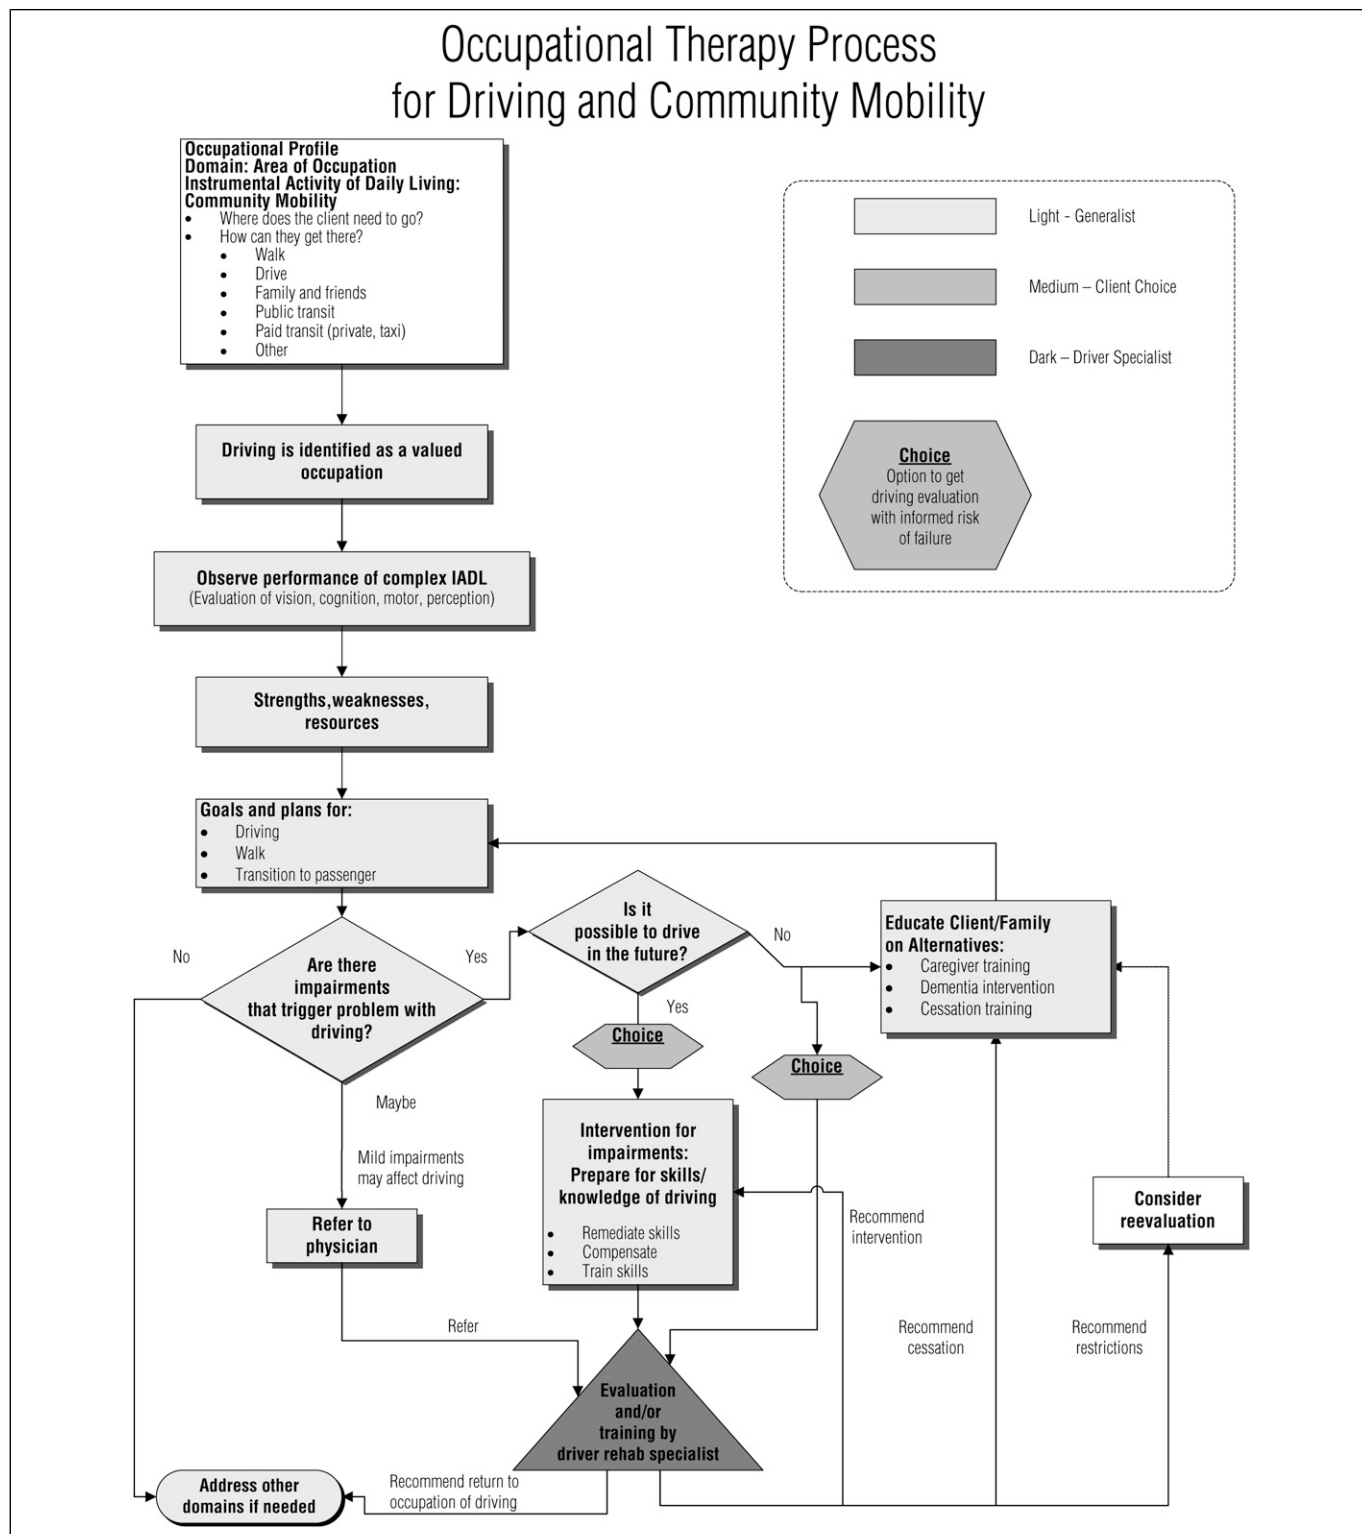 Occupational Therapy Process
for Driving and Community Mobility
Occupational Profile
Domain: Area of Occupation
Instrumental Activity of Daily Living:
Community Mobility
• Where does the client need to go?
• How can they get there?
• Walk
• Drive
• Family and friends
• Public transit
• Paid transit (private, taxi)
• Other
Light - Generalist
Medium – Client Choice
Dark – Driver Specialist
Choice
Option to get
driving evaluation
with informed risk
of failure
Driving is identified as a valued
occupation
Observe performance of complex IADL
(Evaluation of vision, cognition, motor, perception)
Strengths,weaknesses,
resources
Goals and plans for:
• Driving
• Walk
• Transition to passenger
No
Are there
impairments
that trigger problem with
driving?
Yes
Is it
possible to drive
in the future?
No
Educate Client/Family
on Alternatives:
• Caregiver training
• Dementia intervention
• Cessation training
Yes
Choice
Choice
Maybe
Mild impairments
may affect driving
Refer to
physician
Intervention for
impairments:
Prepare for skills/
knowledge of driving
• Remediate skills
• Compensate
• Train skills
Recommend
intervention
Consider
reevaluation
Refer
Recommend
cessation
Recommend
restrictions
Evaluation
and/or
training by
driver rehab specialist
Address other
domains if needed
Recommend return to
occupation of driving